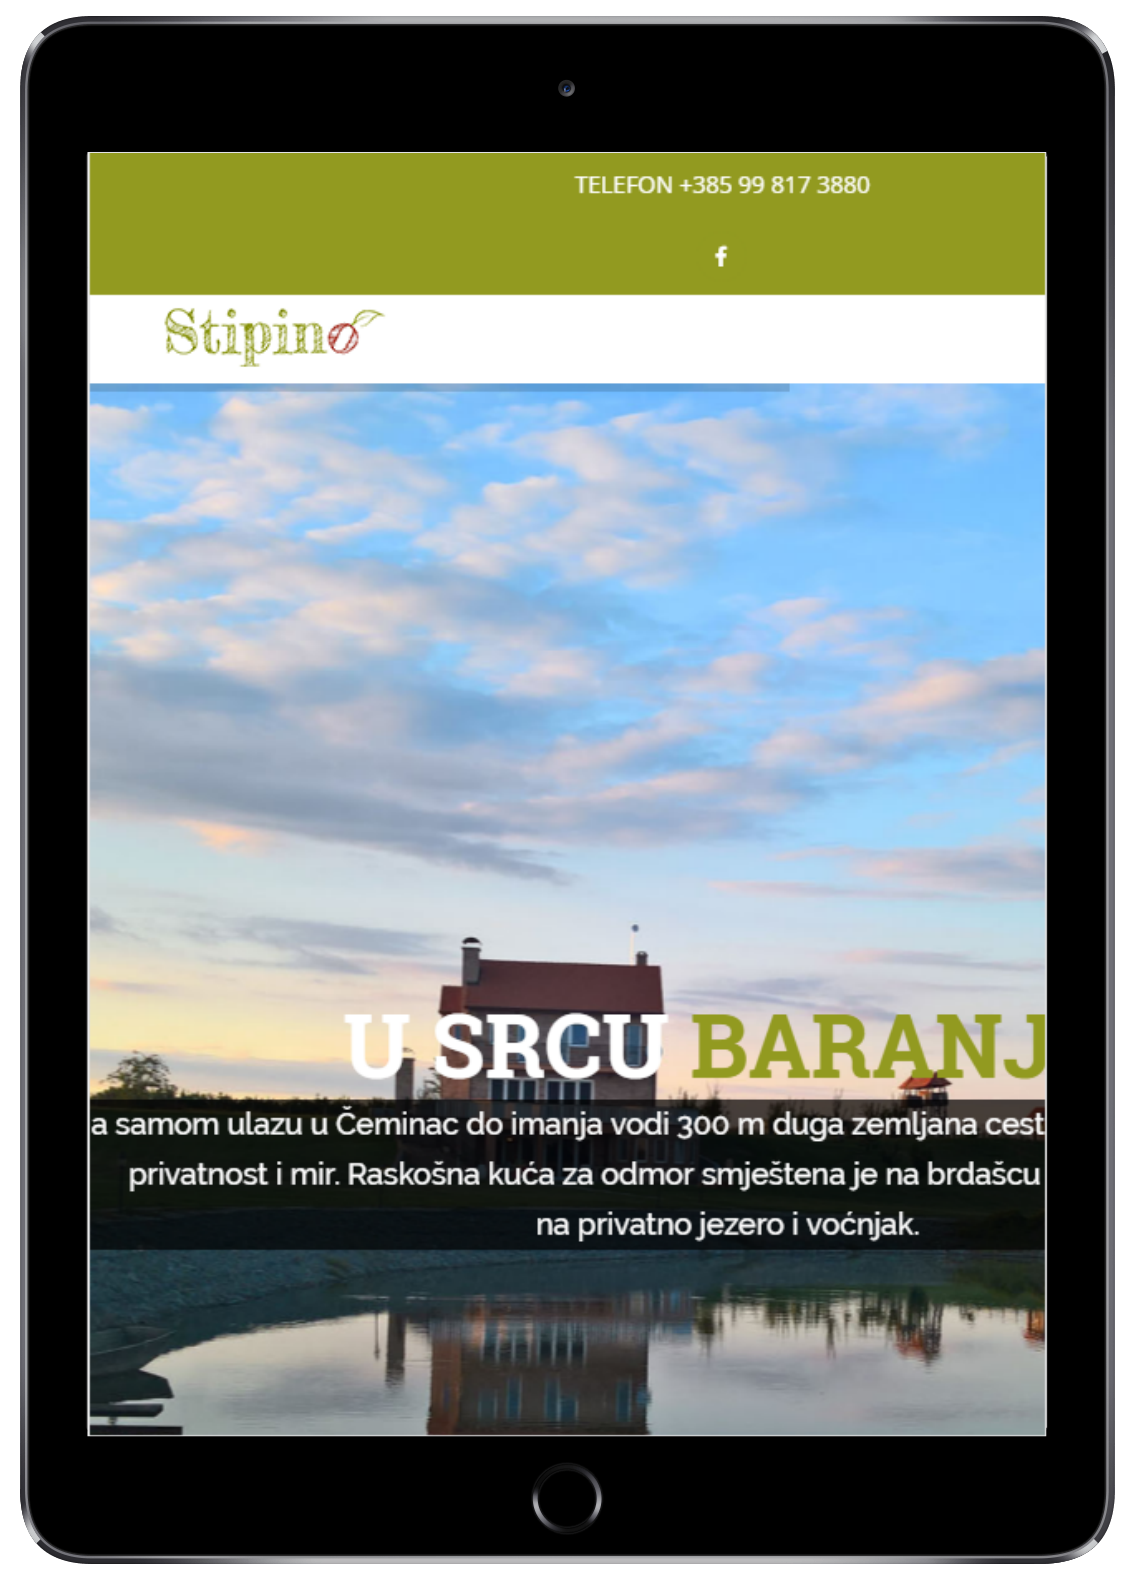 TELEFON +385 99 817 3880
Stipino
U SRCU BARANJ
a samom ulazu u Čeminac do imanja vodi 300 m duga zemljana cest
privatnost i mir. Raskošna kuća za odmor smještena je na brdašcu
na privatno jezero i voćnjak.